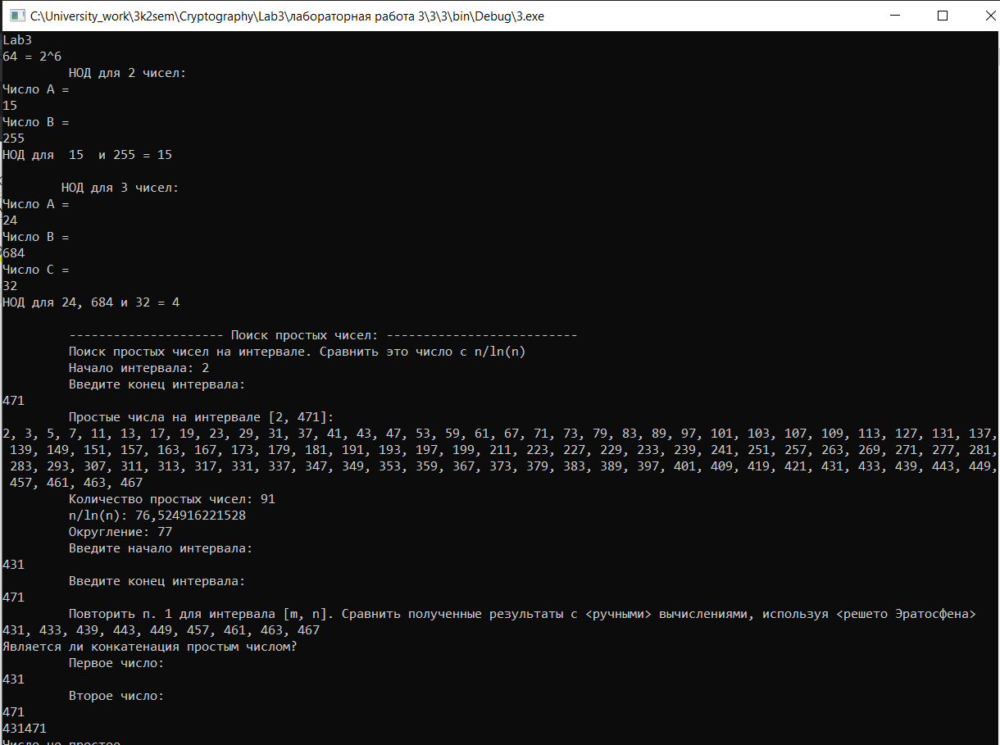 C:\University_work\3k2sem\Cryptography\Lab3\лабораторная работа 3\3\3\bin\Debug\3.exe
Lab3
64 = 2^6
НОД для 2 чисел:
Число A =
15
Число B =
255
НОД для  15  и 255 = 15
НОД для 3 чисел:
Число A =
24
Число B =
684
Число C =
32
НОД для 24, 684 и 32 = 4
--------------------- Поиск простых чисел: --------------------------
Поиск простых чисел на интервале. Сравнить это число с n/ln(n)
Начало интервала: 2
Введите конец интервала:
471
Простые числа на интервале [2, 471]:
2, 3, 5, 7, 11, 13, 17, 19, 23, 29, 31, 37, 41, 43, 47, 53, 59, 61, 67, 71, 73, 79, 83, 89, 97, 101, 103, 107, 109, 113, 127, 131, 137,
139, 149, 151, 157, 163, 167, 173, 179, 181, 191, 193, 197, 199, 211, 223, 227, 229, 233, 239, 241, 251, 257, 263, 269, 271, 277, 281,
283, 293, 307, 311, 313, 317, 331, 337, 347, 349, 353, 359, 367, 373, 379, 383, 389, 397, 401, 409, 419, 421, 431, 433, 439, 443, 449,
457, 461, 463, 467
Количество простых чисел: 91
n/ln(n): 76,524916221528
Округление: 77
Введите начало интервала:
431
Введите конец интервала:
471
Повторить п. 1 для интервала [m, n]. Сравнить полученные результаты с <ручными> вычислениями, используя <решето Эратосфена>
431, 433, 439, 443, 449, 457, 461, 463, 467
Является ли конкатенация простым числом?
Первое число:
431
Второе число:
471
431471
Число не простое